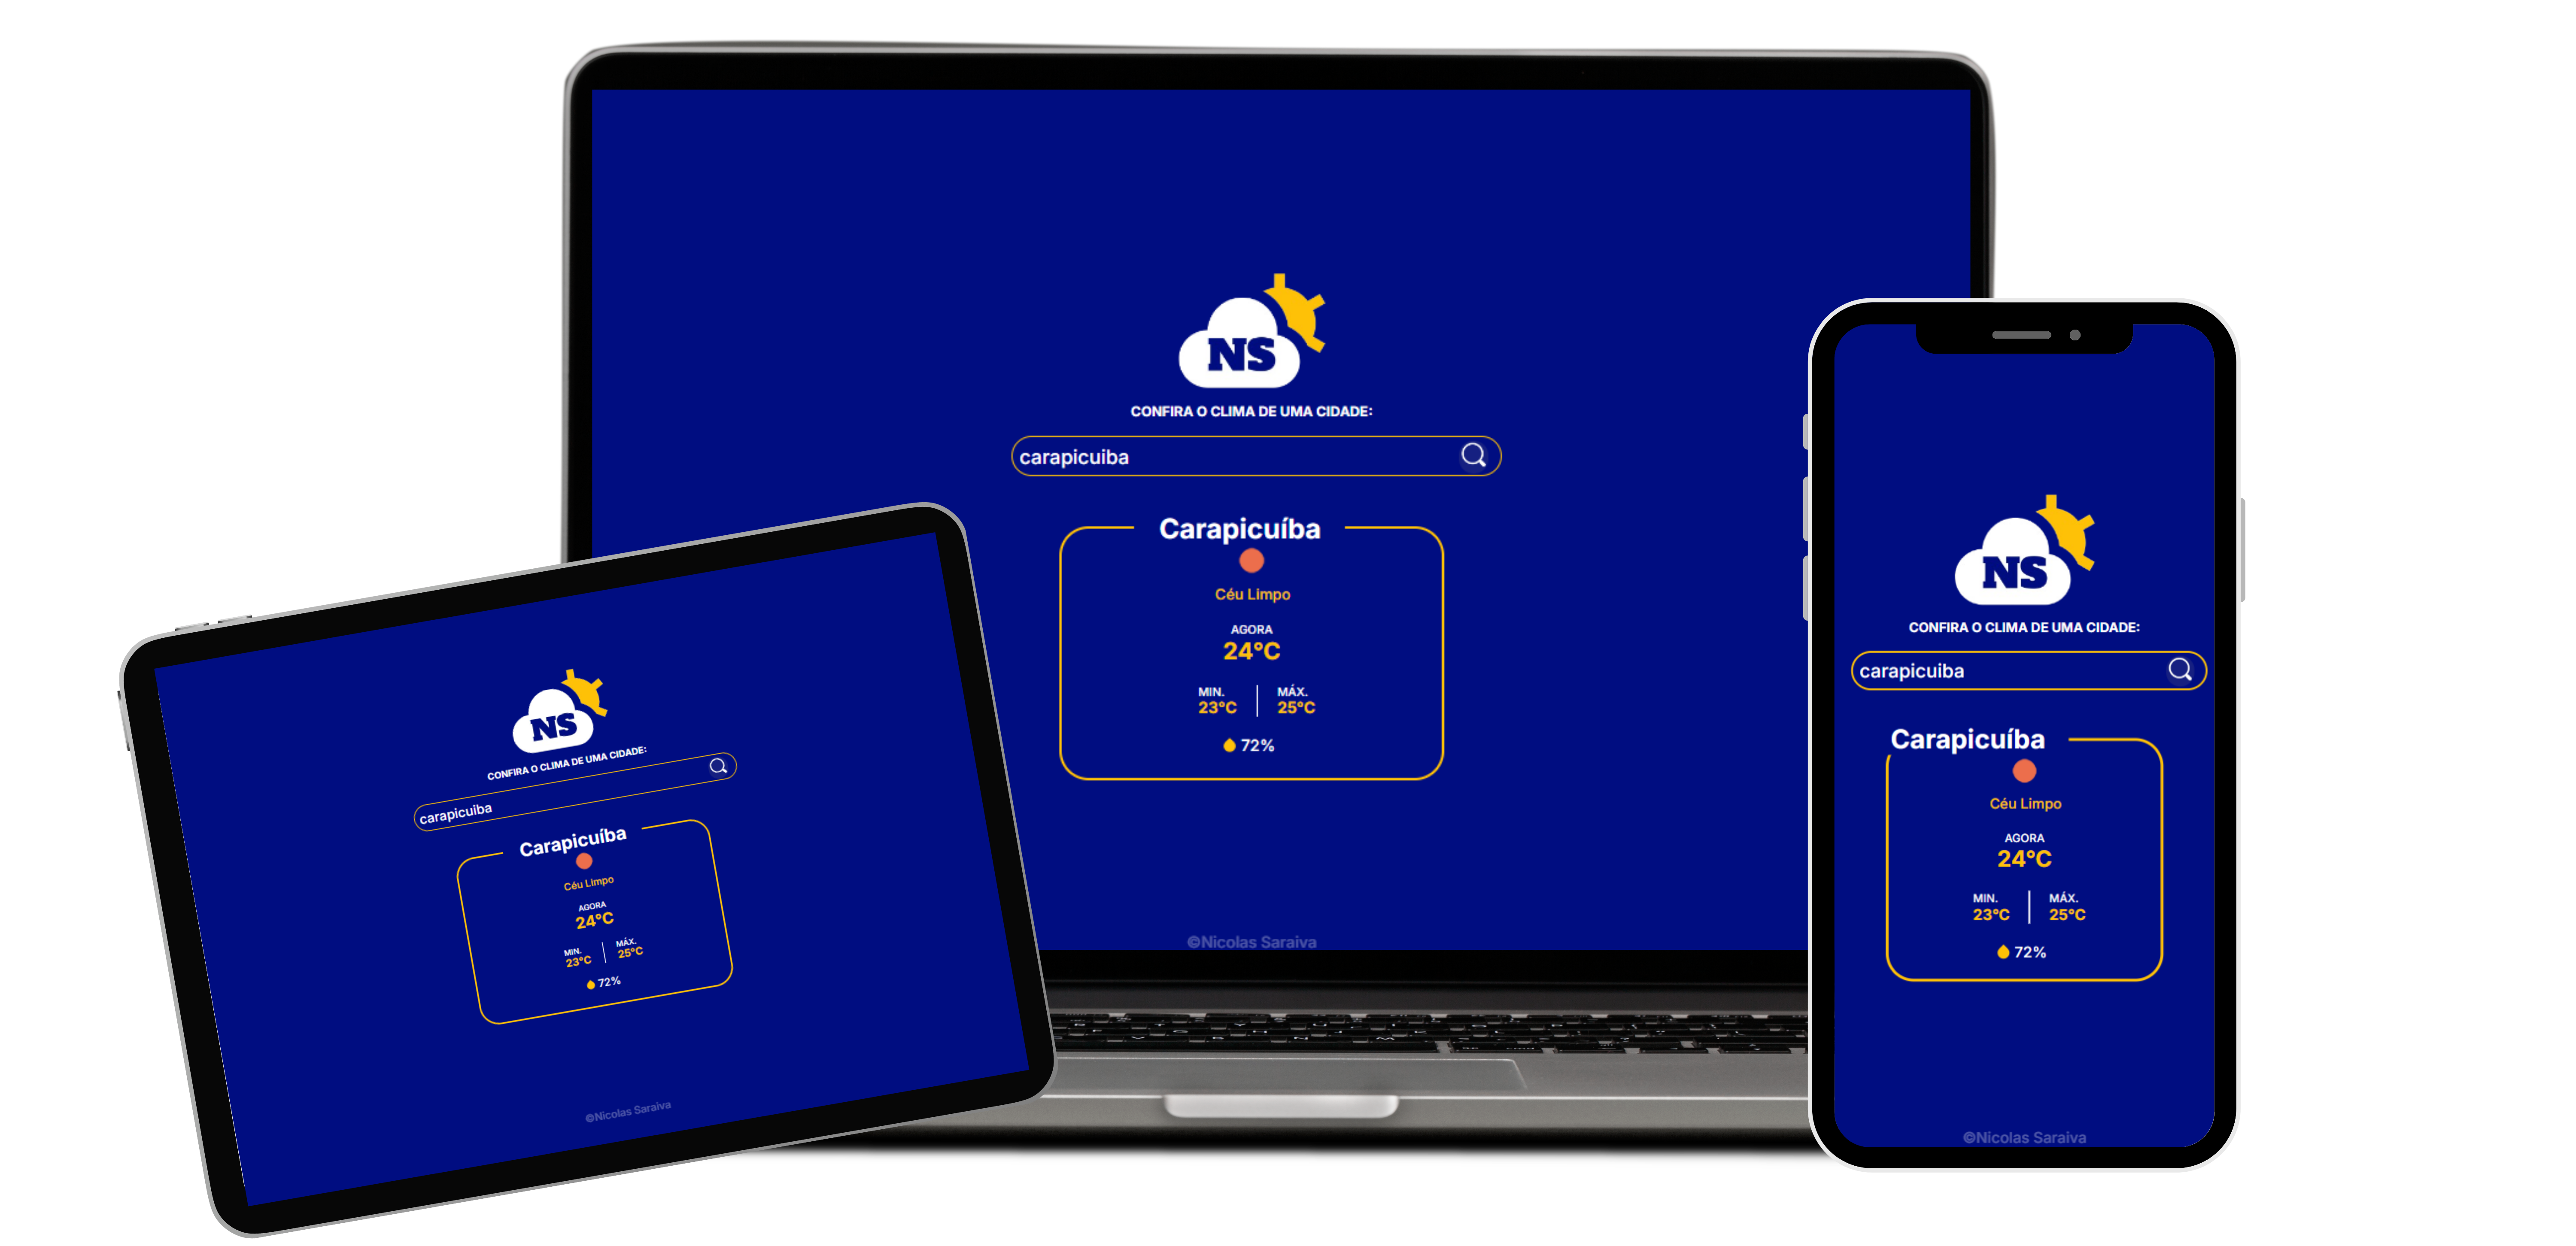 NS
CONFIRA O CLIMA DE UMA CIDADE:
carapicuiba
Carapicuíba
Céu Limpo
AGORA
24°C
MIN. MÁX.
23°C 25°C
72%
©Nicolas Saraiva
NS
CONFIRA O CLIMA DE UMA CIDADE:
carapicuiba
Carapicuíba
Céu Limpo
AGORA
24°C
MIN. MÁX.
23°C 25°C
72%
©Nicolas Saraiva
NS
CONFIRA O CLIMA DE UMA CIDADE:
carapicuiba
Carapicuíba
Céu Limpo
AGORA
24°C
MIN. MÁX.
23°C 25°C
72%
©Nicolas Saraiva